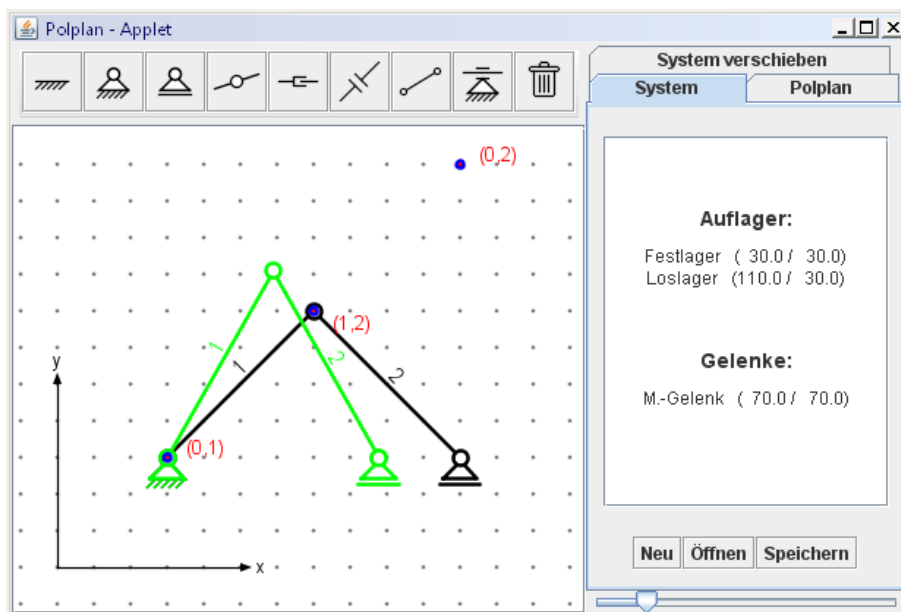 Polplan - Applet
System verschieben
System
Polplan
(0,2)
Auflager:
Festlager ( 30.0 / 30.0)
Loslager (110.0 / 30.0)
(1,2)
1
2
1
2
y
Gelenke:
M.-Gelenk ( 70.0 / 70.0)
(0,1)
Neu
Öffnen
Speichern
x